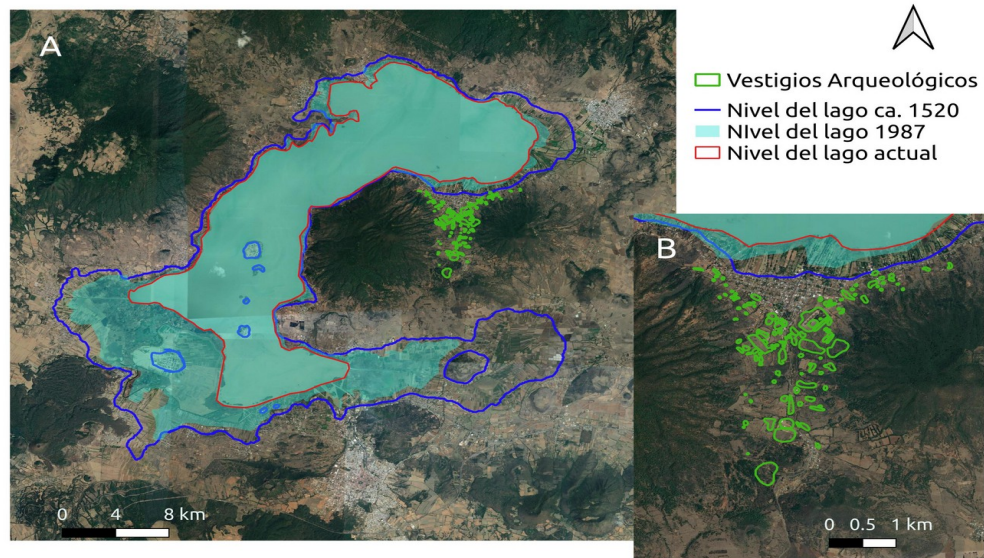 A
Vestigios Arqueológicos
Nivel del lago ca. 1520
NIvel del lago 1987
Nivel del lago actual
B
0 4 8 km
0 0.5 1 km